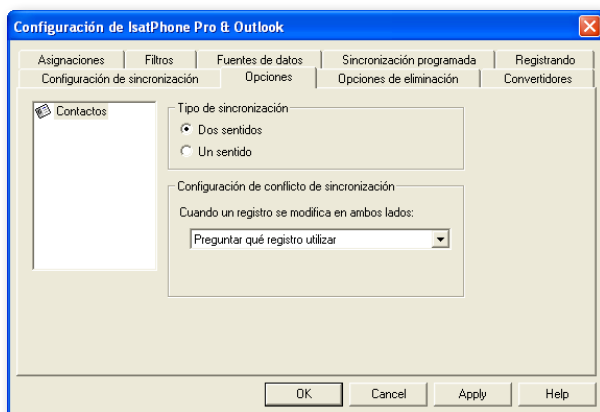 Configuración de IsatPhone Pro & Outlook
Asignaciones Filtros Fuentes de datos Sincronización programada Registrando
Configuración de sincronización Opciones Opciones de eliminación Convertidores
Contactos
Tipo de sincronización
Dos sentidos
Un sentido
Configuración de conflicto de sincronización
Cuando un registro se modifica en ambos lados:
Preguntar qué registro utilizar
OK Cancel Apply Help